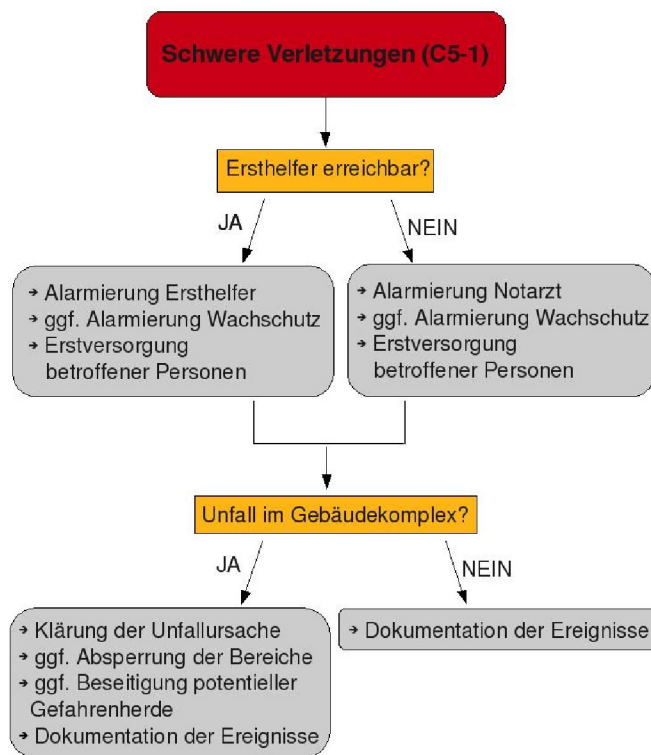 Schwere Verletzungen (C5-1)
Ersthelfer erreichbar?
JA
NEIN
➔ Alarmierung Ersthelfer
➔ ggf. Alarmierung Wachschutz
➔ Erstversorgung
betroffener Personen
➔ Alarmierung Notarzt
➔ ggf. Alarmierung Wachschutz
➔ Erstversorgung
betroffener Personen
Unfall im Gebäudekomplex?
JA
NEIN
➔ Klärung der Unfallursache
➔ ggf. Absperrung der Bereiche
➔ ggf. Beseitigung potentieller
Gefahrenherde
➔ Dokumentation der Ereignisse
➔ Dokumentation der Ereignisse